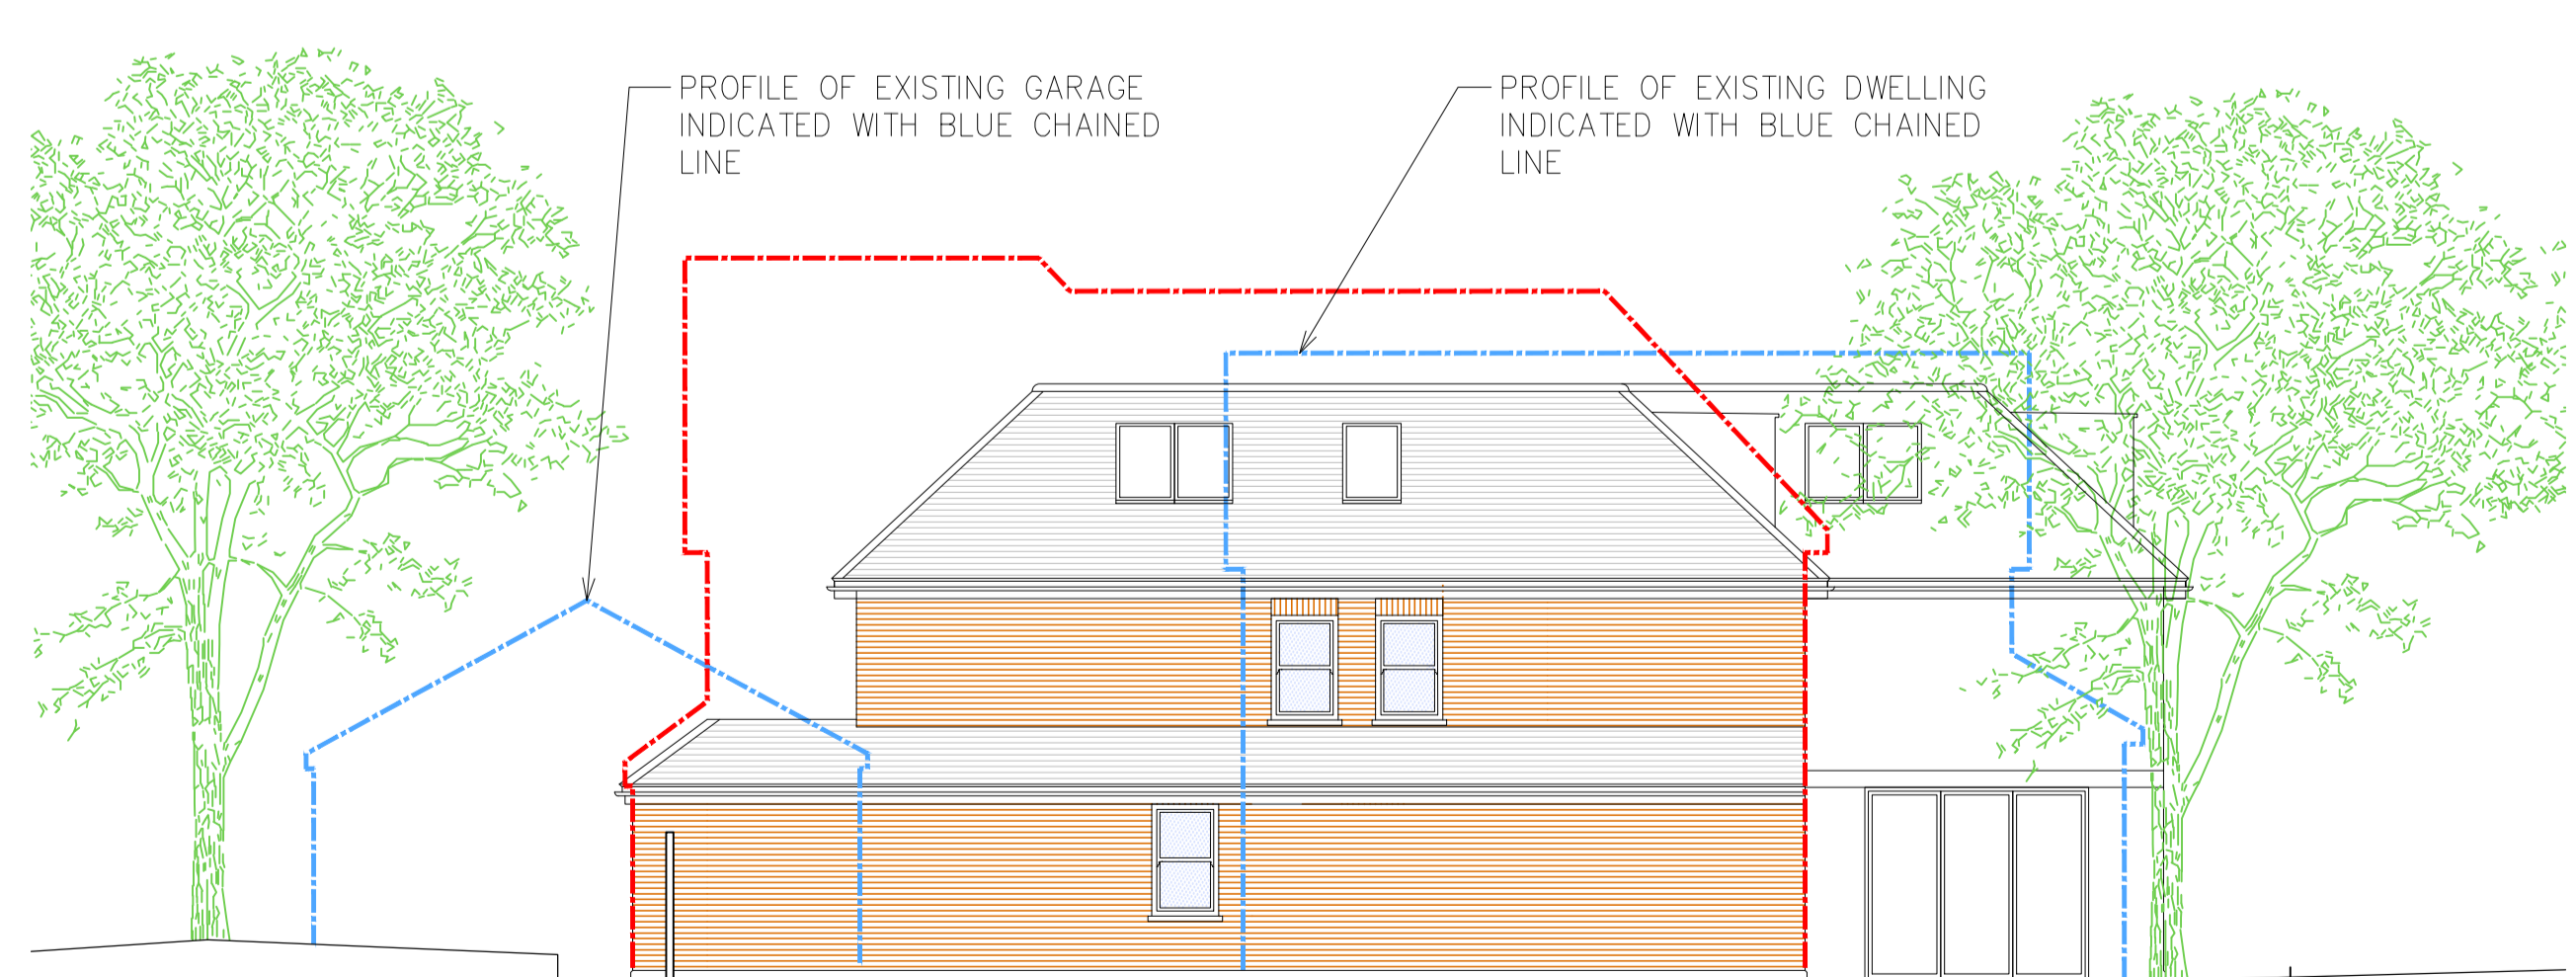 PROFILE OF EXISTING GARAGE
INDICATED WITH BLUE CHAINED
LINE
PROFILE OF EXISTING DWELLING
INDICATED WITH BLUE CHAINED
LINE